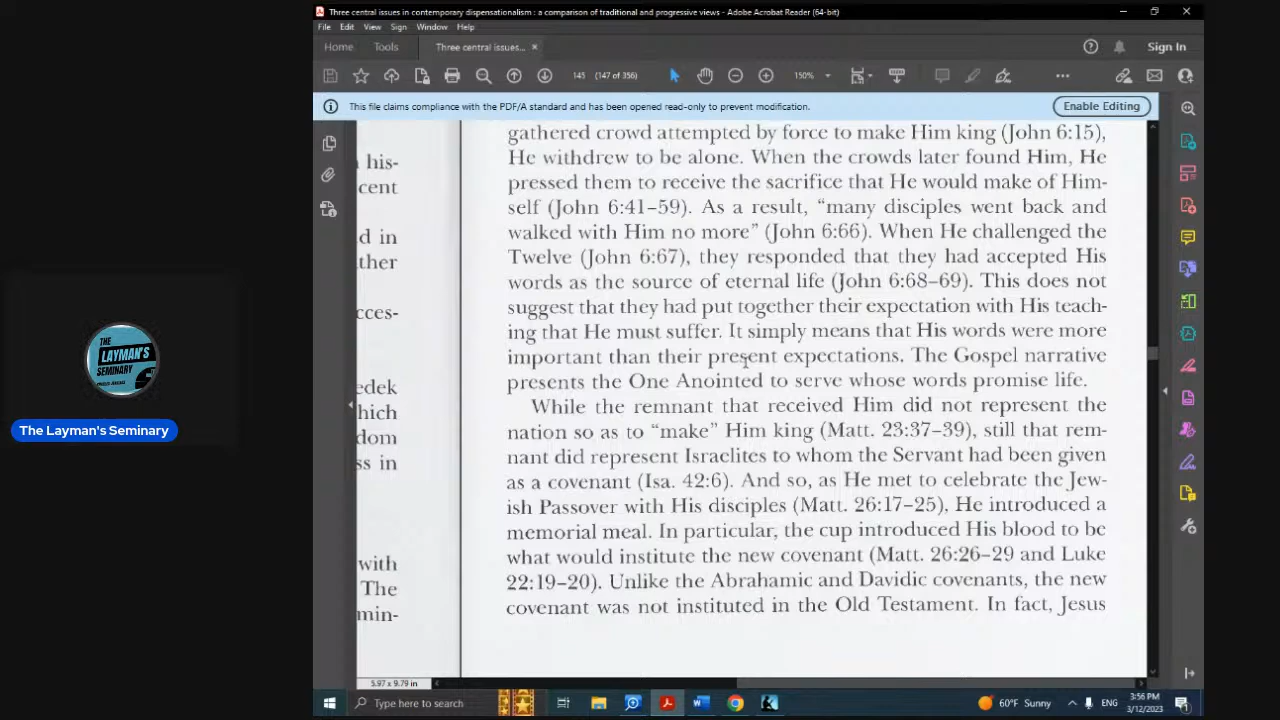 Three central issues in contemporary dispensationalism : a comparison of traditional and progressive views - Adobe Acrobat Reader (64-bit)
File Edit View Sign Window Help
Home Tools Three central issues... × Sign In
145 (147 of 356) 150%
This file claims compliance with the PDF/A standard and has been opened read-only to prevent modification. Enable Editing
his-
cent
d in
ther
cces-
edek
hich
dom
ss in
with
The
min-
gathered crowd attempted by force to make Him king (John 6:15),
He withdrew to be alone. When the crowds later found Him, He
pressed them to receive the sacrifice that He would make of Him-
self (John 6:41–59). As a result, “many disciples went back and
walked with Him no more” (John 6:66). When He challenged the
Twelve (John 6:67), they responded that they had accepted His
words as the source of eternal life (John 6:68–69). This does not
suggest that they had put together their expectation with His teach-
ing that He must suffer. It simply means that His words were more
important than their present expectations. The Gospel narrative
presents the One Anointed to serve whose words promise life.
While the remnant that received Him did not represent the
nation so as to “make” Him king (Matt. 23:37–39), still that rem-
nant did represent Israelites to whom the Servant had been given
as a covenant (Isa. 42:6). And so, as He met to celebrate the Jew-
ish Passover with His disciples (Matt. 26:17–25), He introduced a
memorial meal. In particular, the cup introduced His blood to be
what would institute the new covenant (Matt. 26:26–29 and Luke
22:19–20). Unlike the Abrahamic and Davidic covenants, the new
covenant was not instituted in the Old Testament. In fact, Jesus
THE
LAYMAN'S
SEMINARY
The Layman's Seminary
5.97 x 9.79 in
Type here to search
60°F Sunny
ENG
3:56 PM
3/12/2023